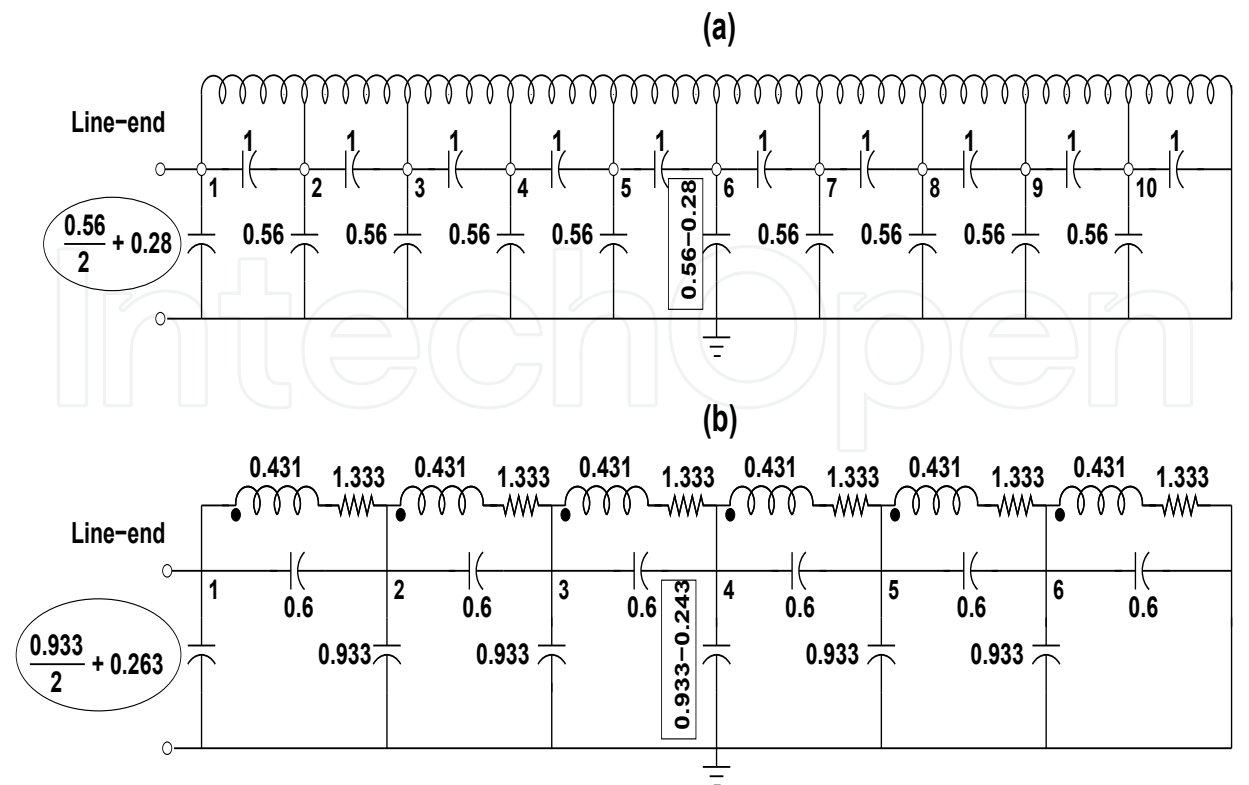 (a)
Line−end
1 1 1 1 1 1 1 1 1 1
1 2 3 4 5 6 7 8 9 10
0.56/2 + 0.28
0.56 0.56 0.56 0.56 0.56−0.28 0.56 0.56 0.56 0.56
IntechOpen
(b)
0.431 1.333 0.431 1.333 0.431 1.333 0.431 1.333 0.431 1.333 0.431 1.333
Line−end
1 2 3 4 5 6
0.6 0.6 0.6 0.6 0.6 0.6
0.933/2 + 0.263
0.933 0.933 0.933−0.243 0.933 0.933